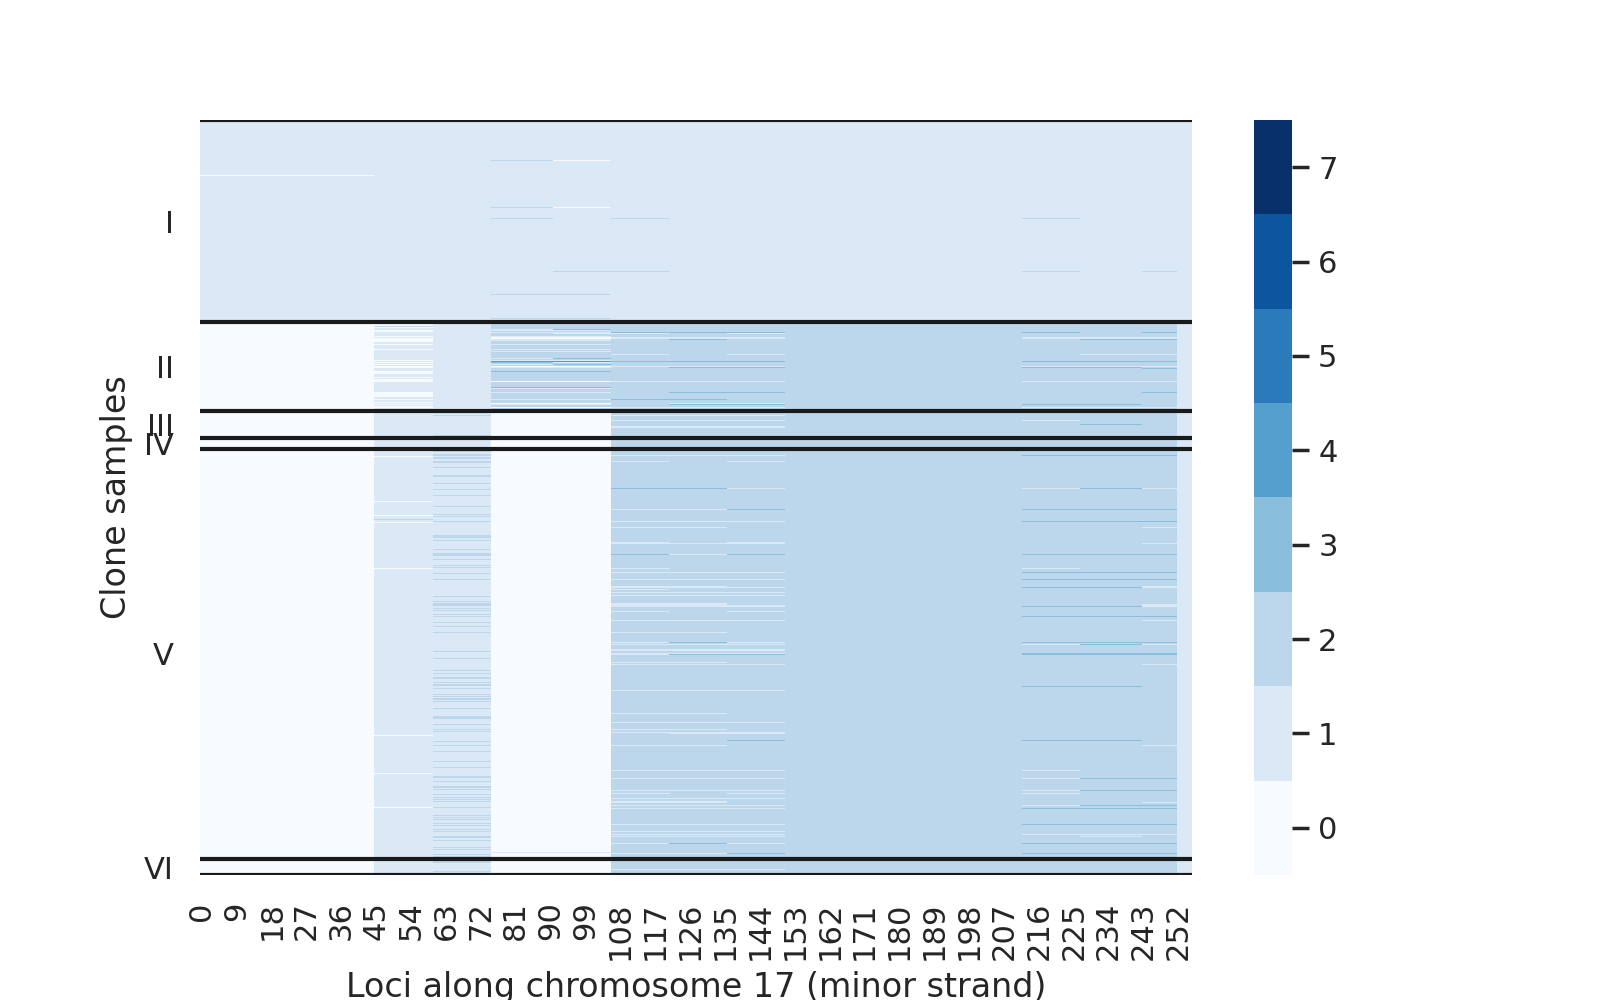 I
II
III
IV
V
VI
Clone samples
0 9 18 27 36 45 54 63 72 81 90 99 108 117 126 135 144 153 162 171 180 189 198 207 216 225 234 243 252
Loci along chromosome 17 (minor strand)
7
6
5
4
3
2
1
0